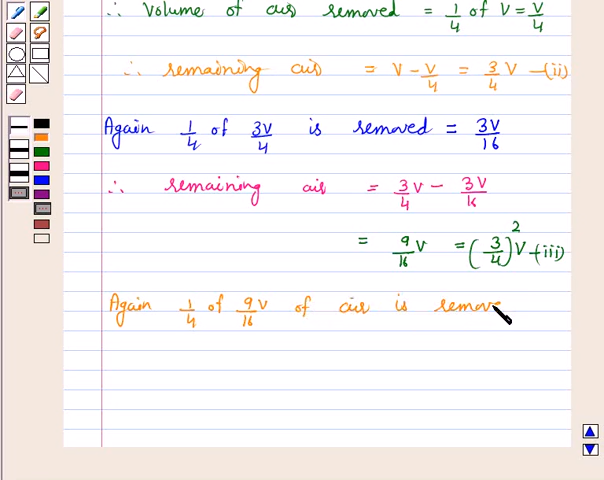 ∴ Volume of air removed = 1/4 of V = V/4
∴ remaining air = V - V/4 = 3/4 V -(ii)
Again 1/4 of 3V/4 is removed = 3V/16
∴ remaining air = 3/4 V - 3V/16
= 9/16 V = (3/4)² V -(iii)
Again 1/4 of 9V/16 of air is remov